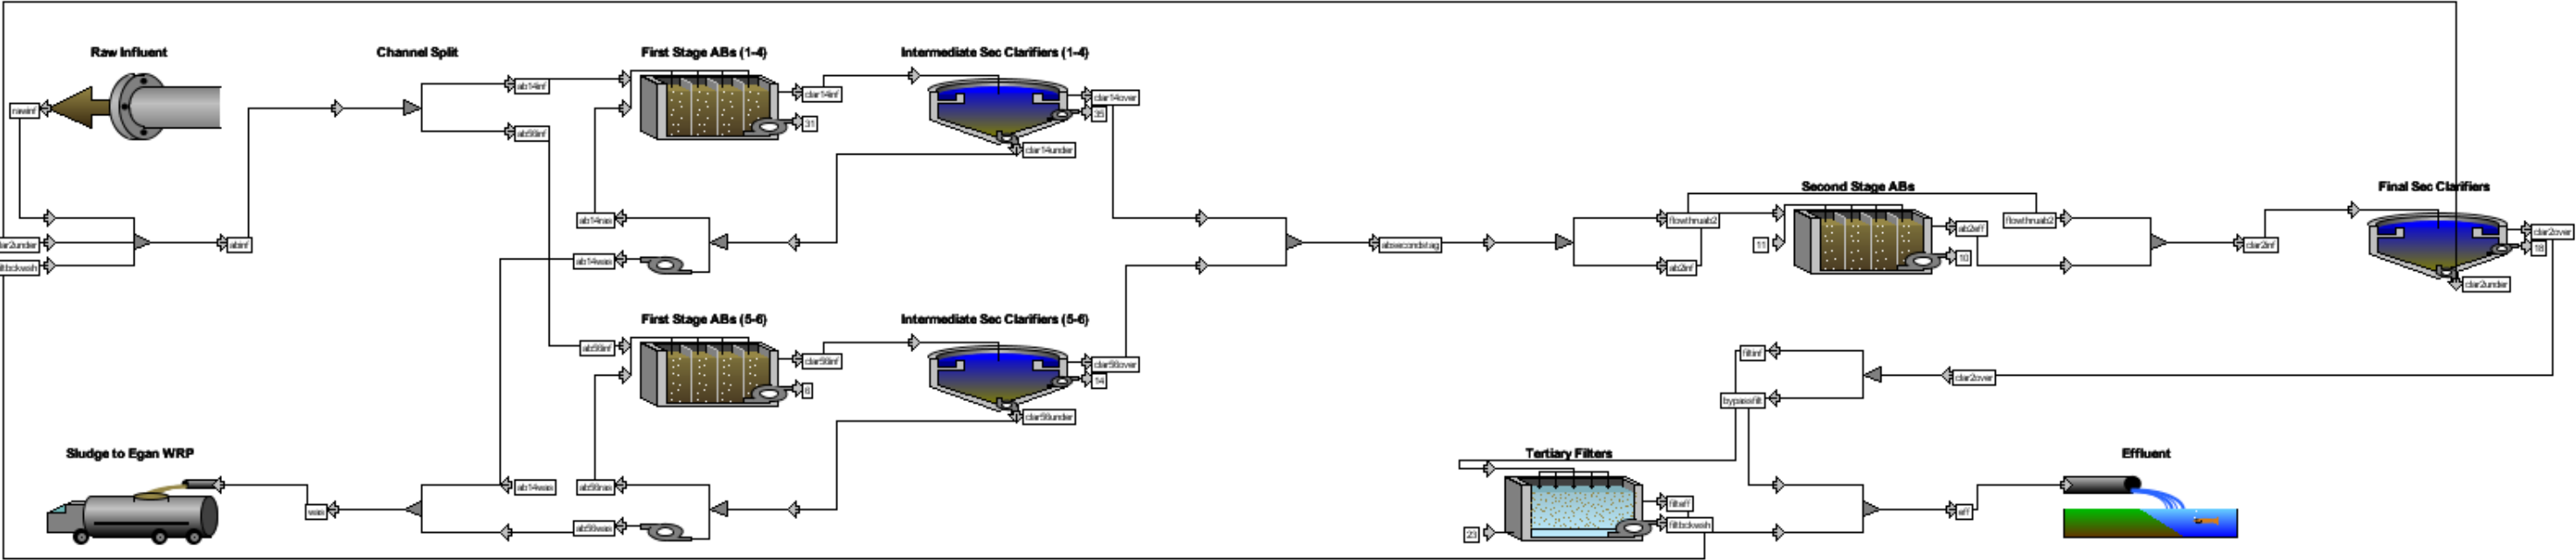 Raw Influent
Channel Split
First Stage ABs (1-4)
Intermediate Sec Clarifiers (1-4)
rawinf
ab14inf
clar14inf
31
clar14over
35
ab56inf
clar14under
Second Stage ABs
Final Sec Clarifiers
ab14ras
flowthruab2
ab2eff
flowthruab2
clar2over
lar2under
abinf
absecondstag
11
10
clar2inf
18
ab14was
ab2inf
clar2under
iltbckwsh
First Stage ABs (5-6)
Intermediate Sec Clarifiers (5-6)
ab56inf
clar56inf
6
clar56over
14
filtinf
clar2over
bypassfilt
clar56under
Sludge to Egan WRP
Tertiary Filters
Effluent
ab14was
ab56ras
was
ab56was
filteff
filtbckwsh
23
eff